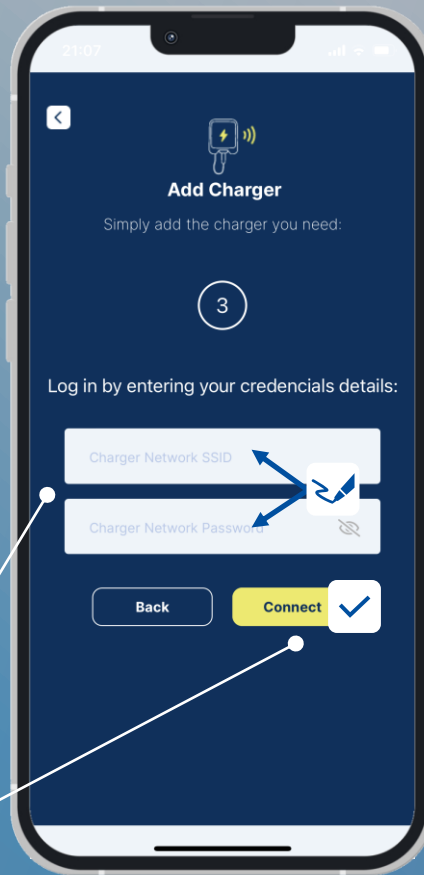 21:07
Add Charger
Simply add the charger you need:
3
Log in by entering your credencials details:
Charger Network SSID
Charger Network Password
Back
Connect